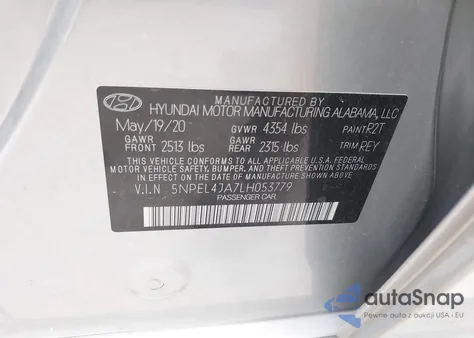 MANUFACTURED BY
HYUNDAI MOTOR MANUFACTURING ALABAMA, LLC
May/19/20 GVWR 4354 lbs PAINT R2T
GAWR FRONT 2513 lbs GAWR REAR 2315 lbs TRIM REY
THIS VEHICLE CONFORMS TO ALL APPLICABLE U.S. FEDERAL MOTOR
VEHICLE SAFETY, BUMPER, AND THEFT PREVENTION STANDARDS
IN EFFECT ON THE DATE OF MANUFACTURE SHOWN ABOVE.
V.I.N 5NPEL4JA7LH053779
PASSENGER CAR
autaSnap
Pewne auta z aukcji USA i EU